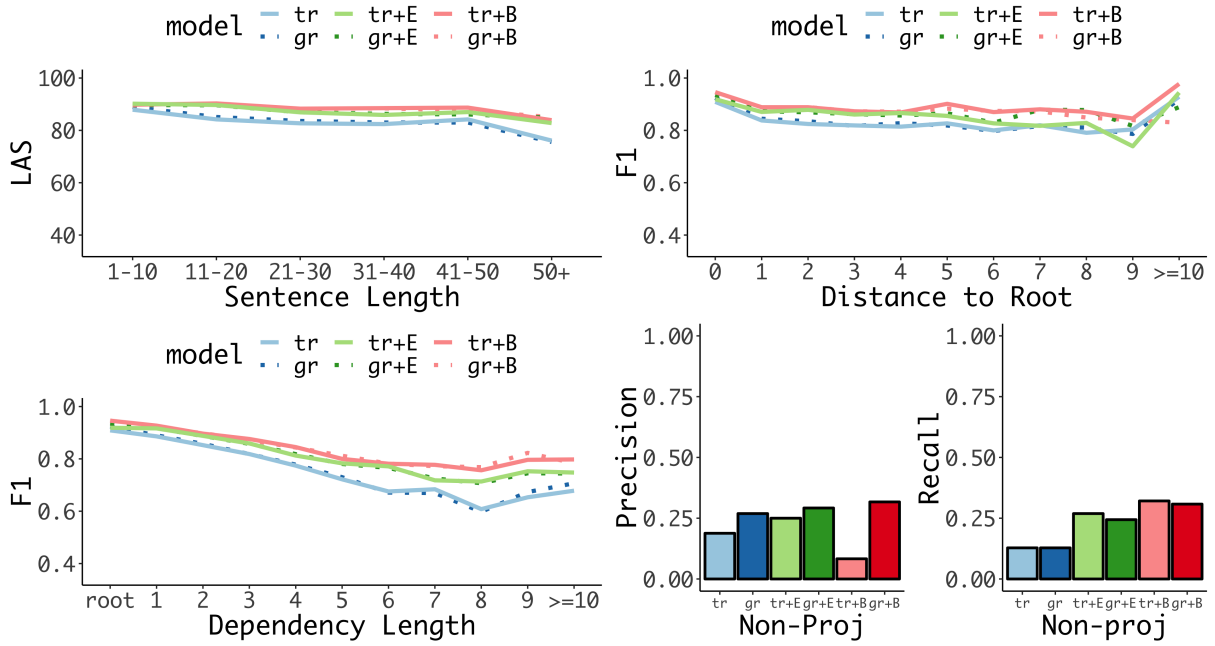 model tr tr+E tr+B
gr gr+E gr+B
LAS
100
80
60
40
1-10 11-20 21-30 31-40 41-50 50+
Sentence Length
model tr tr+E tr+B
gr gr+E gr+B
F1
1.0
0.8
0.6
0.4
0 1 2 3 4 5 6 7 8 9 >=10
Distance to Root
model tr tr+E tr+B
gr gr+E gr+B
F1
1.0
0.8
0.6
0.4
root 1 2 3 4 5 6 7 8 9 >=10
Dependency Length
Precision
1.00
0.75
0.50
0.25
0.00
tr gr tr+E gr+E tr+B gr+B
Non-Proj
Recall
1.00
0.75
0.50
0.25
0.00
tr gr tr+E gr+E tr+B gr+B
Non-proj